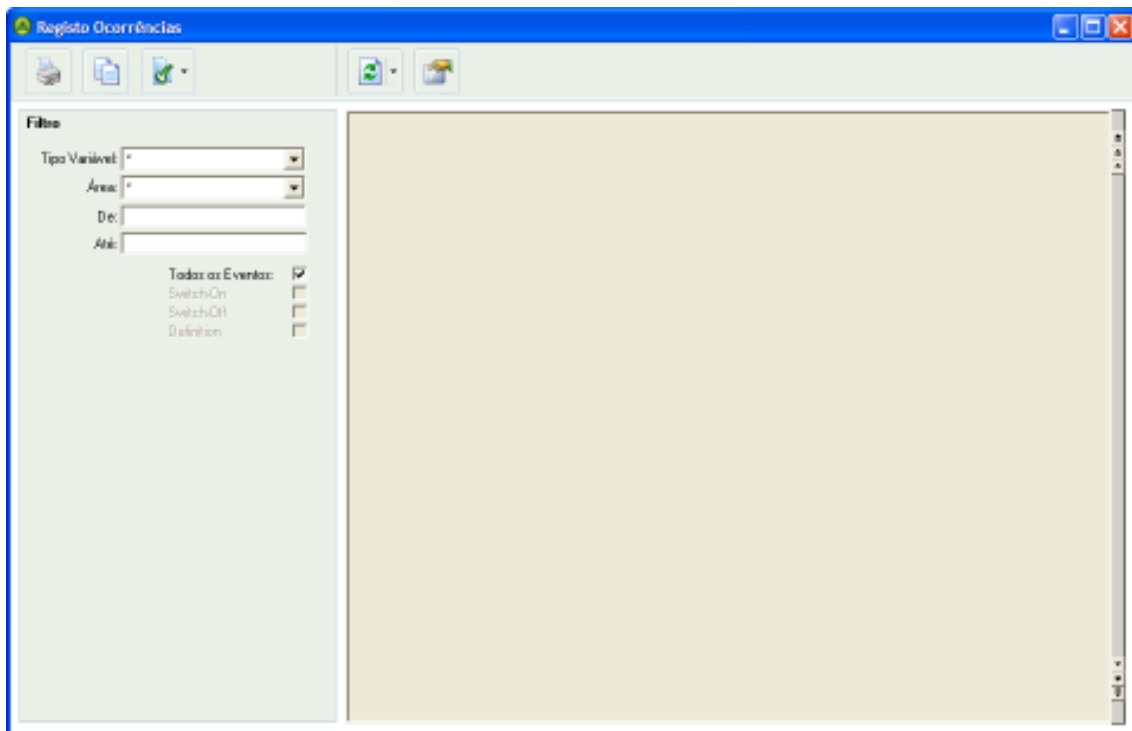 Registo Ocorrências
Filtro
Tipo Variável: *
Área: *
De:
Até:
Todos os Eventos:
Switch-On
Switch-Off
Definition